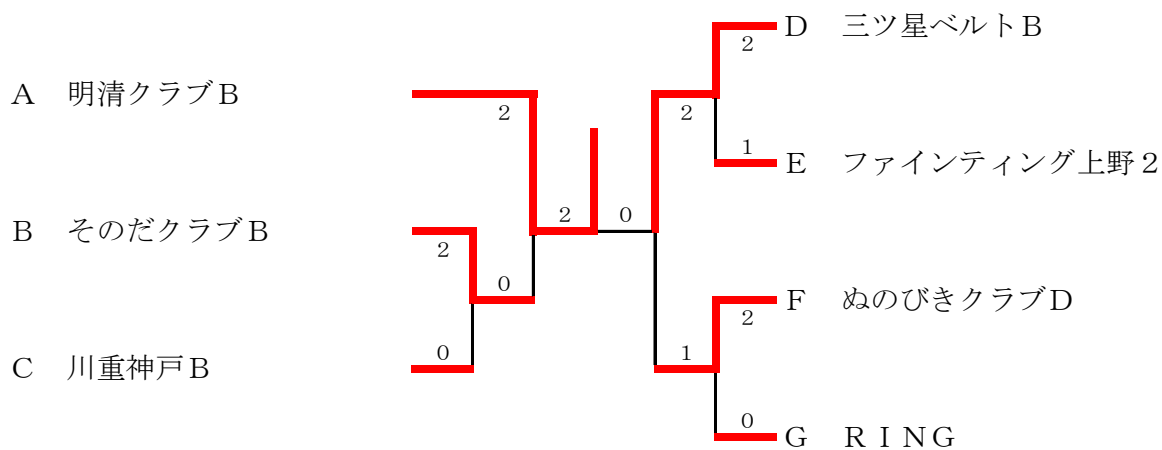 D 三ツ星ベルトB
2
A 明清クラブB
2
2
1
E ファインティング上野2
2
0
B そのだクラブB
2
0
F ぬのびきクラブD
2
C 川重神戸B
0
1
0
G RING